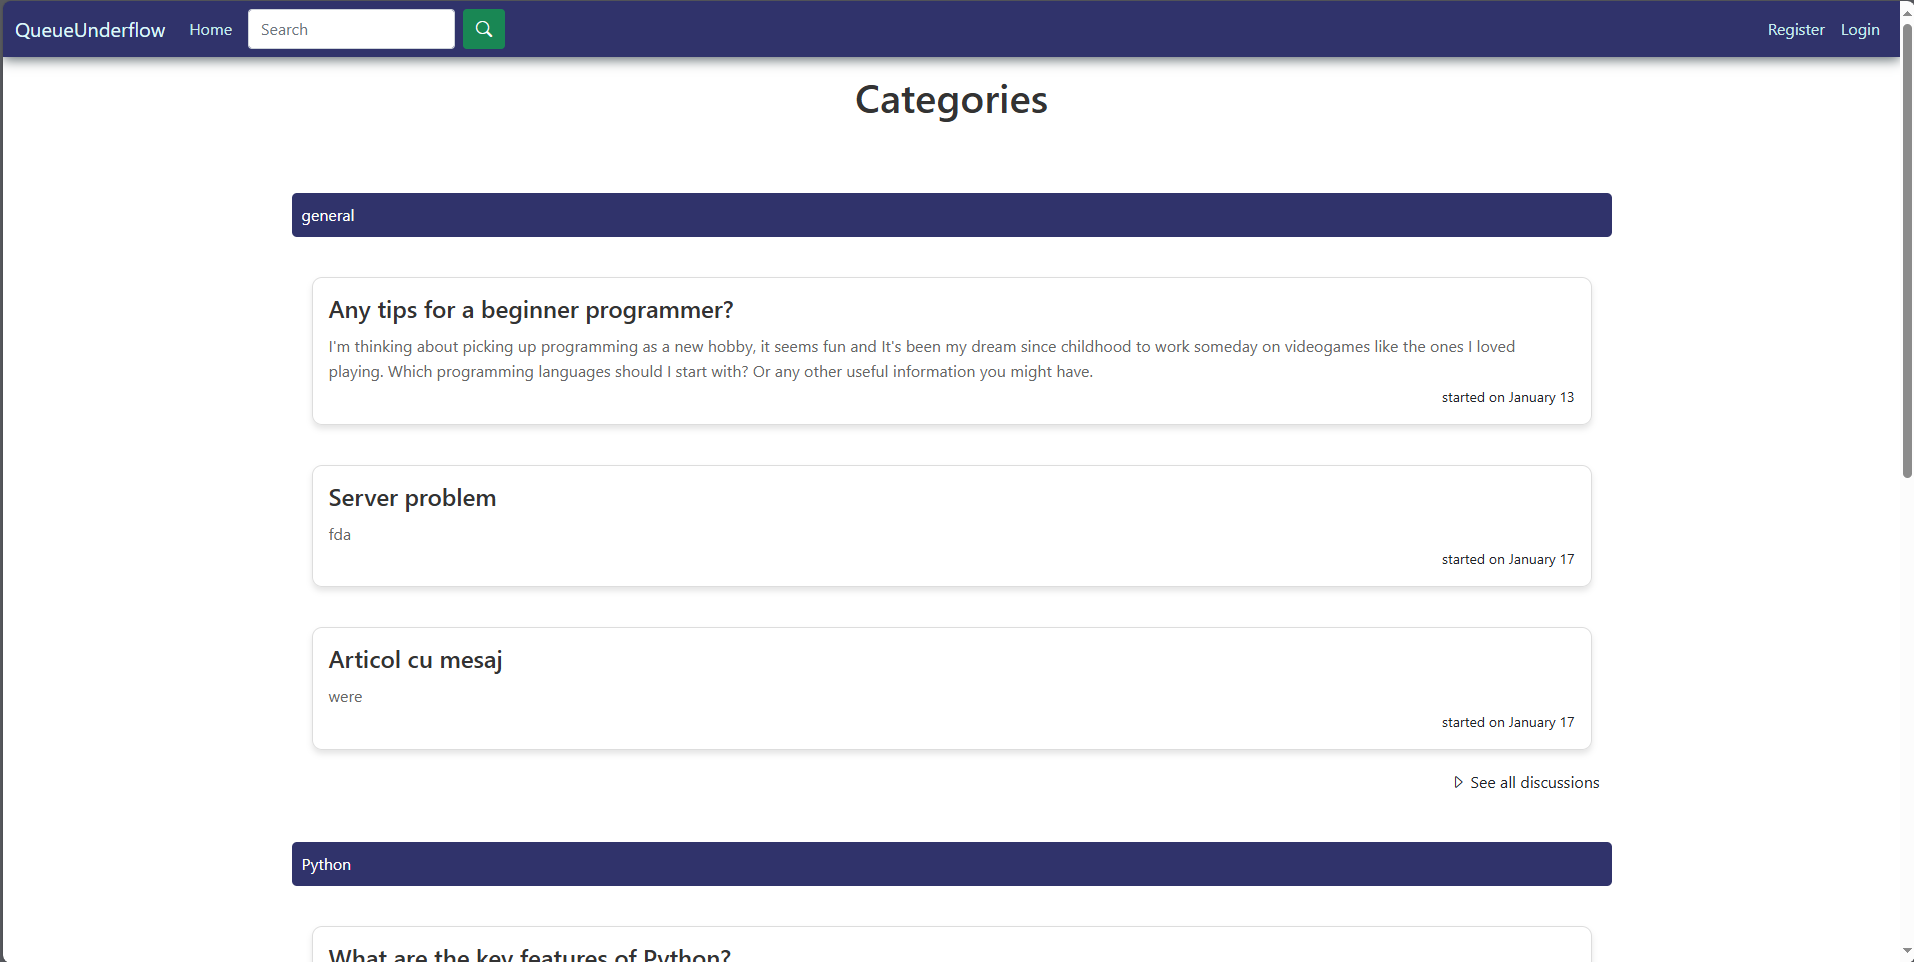 QueueUnderflow Home Search Register Login
Categories
general
Any tips for a beginner programmer?
I'm thinking about picking up programming as a new hobby, it seems fun and It's been my dream since childhood to work someday on videogames like the ones I loved
playing. Which programming languages should I start with? Or any other useful information you might have.
started on January 13
Server problem
fda
started on January 17
Articol cu mesaj
were
started on January 17
See all discussions
Python
What are the key features of Python?